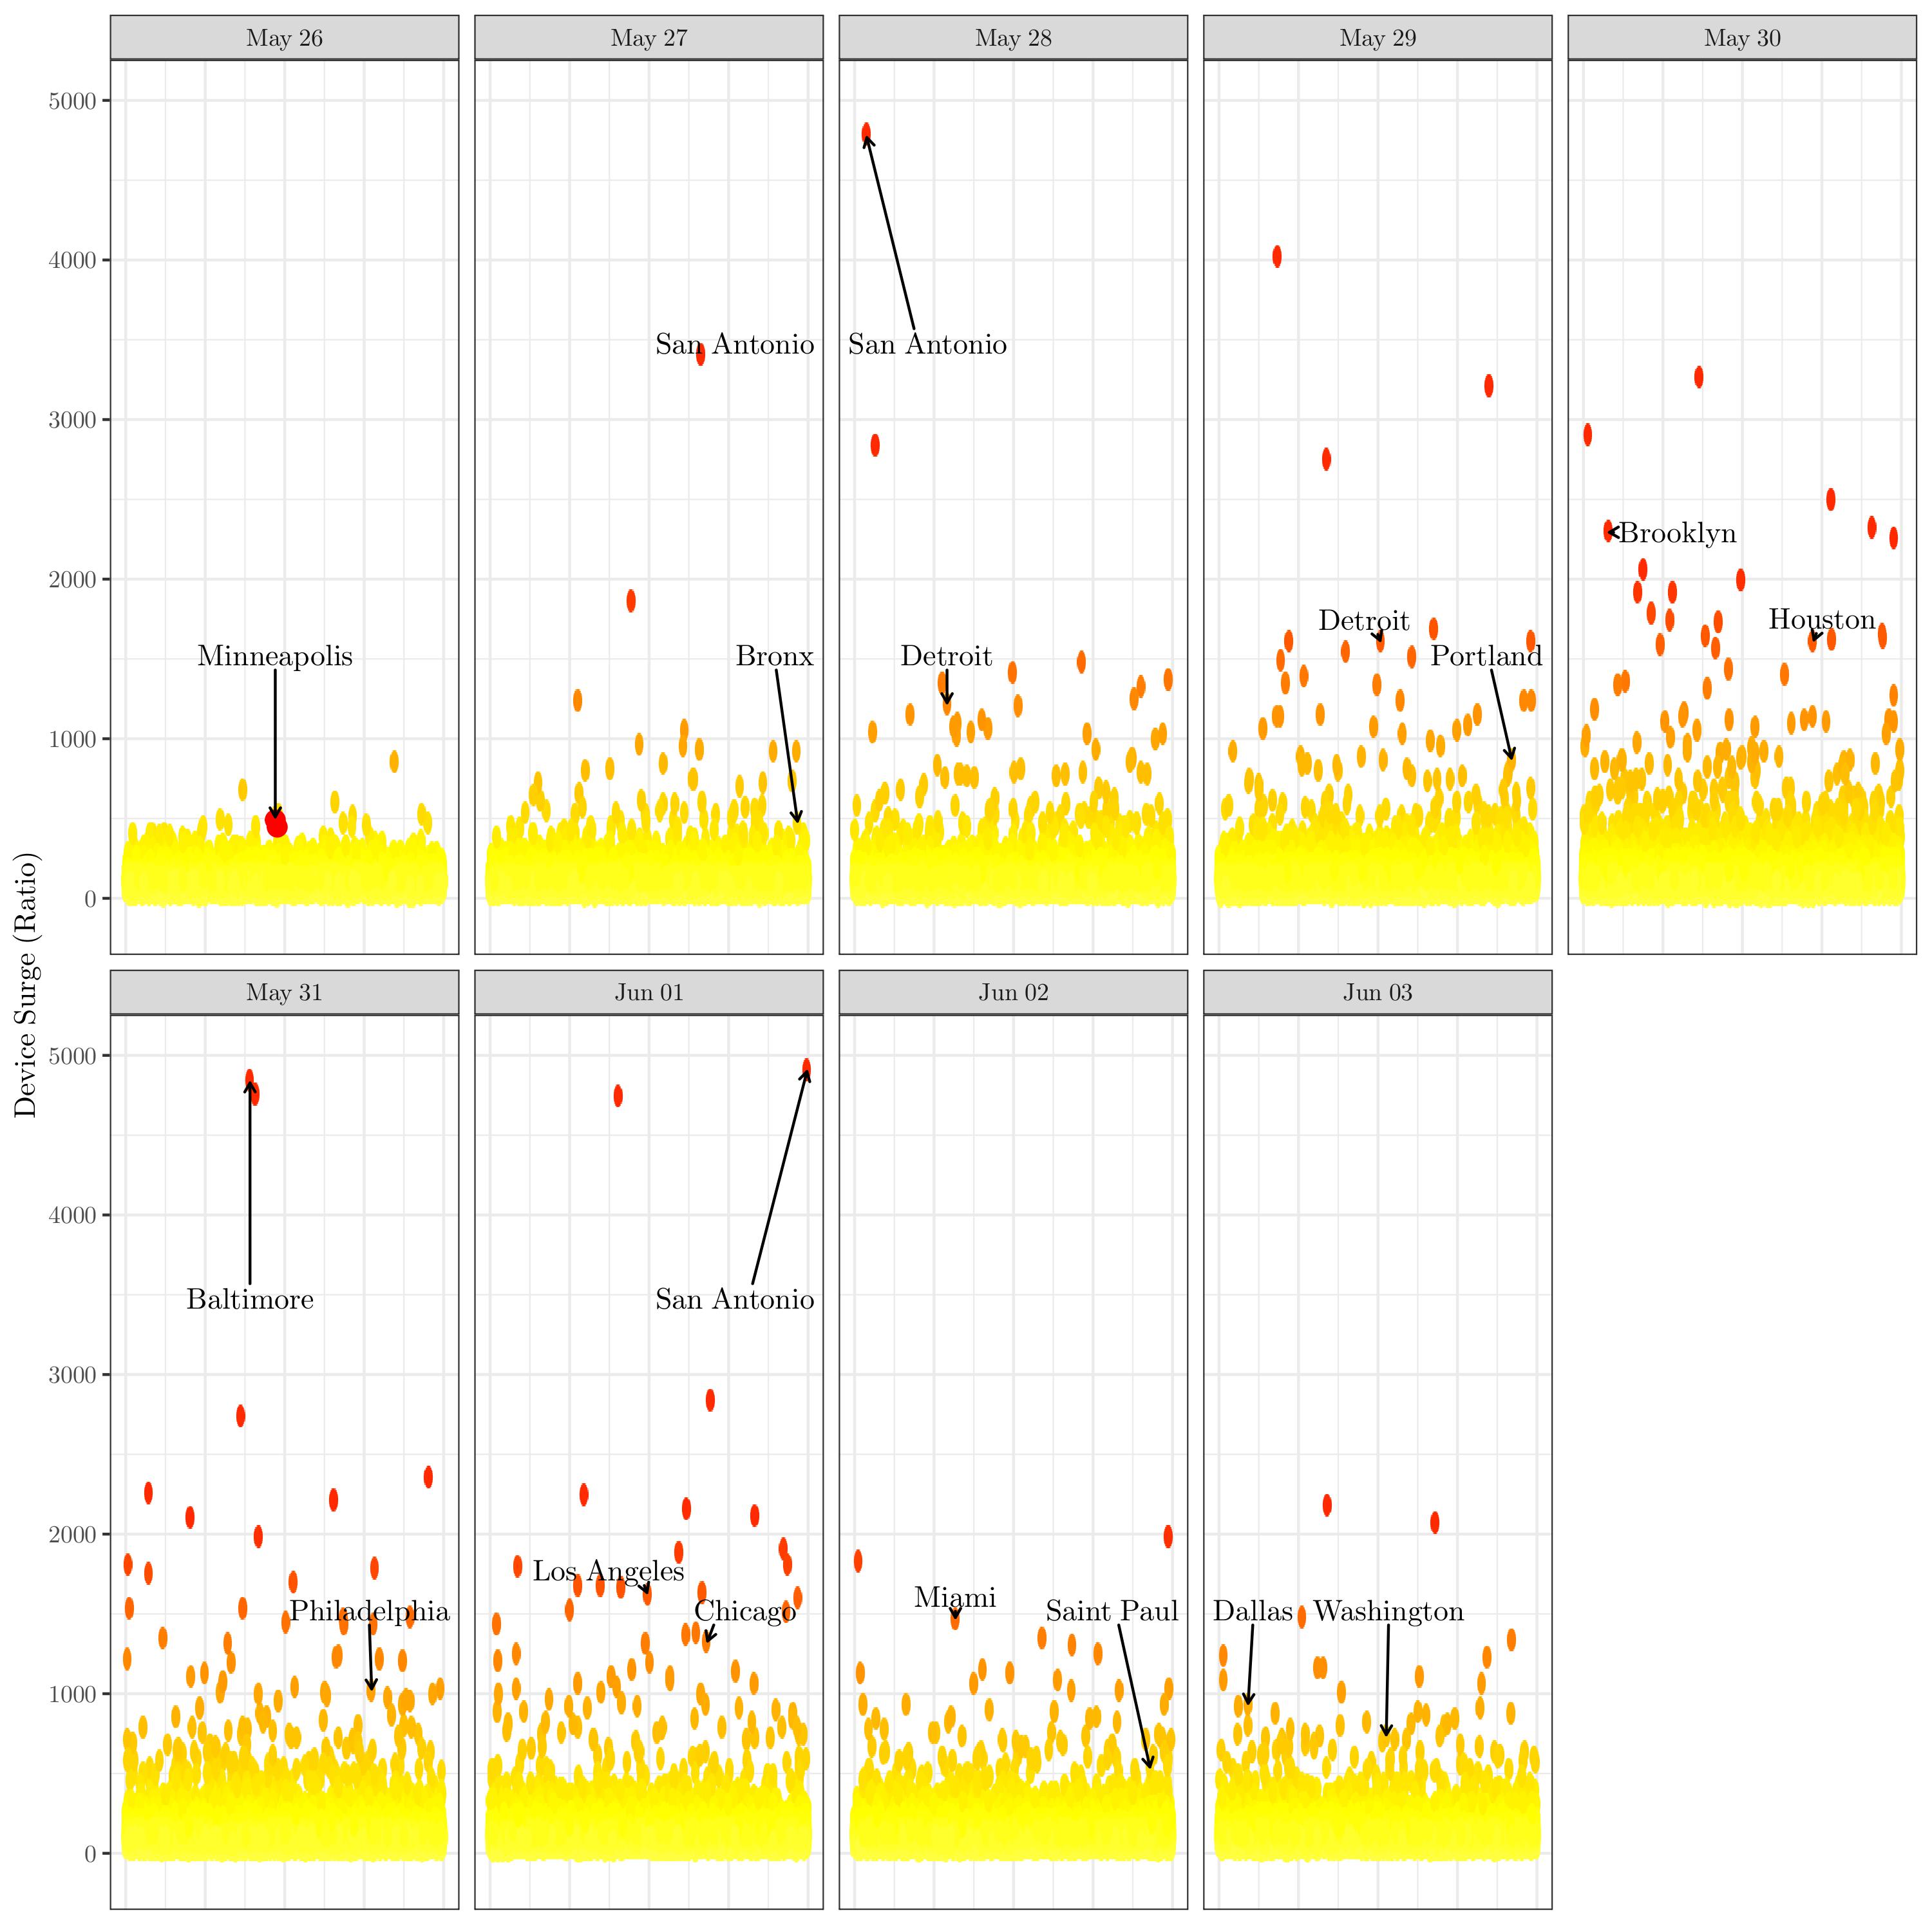 May 26
May 27
May 28
May 29
May 30
5000
4000
3000
2000
1000
0
San Antonio
San Antonio
Brooklyn
Minneapolis
Bronx
Detroit
Detroit
Portland
Houston
Device Surge (Ratio)
May 31
Jun 01
Jun 02
Jun 03
5000
4000
3000
2000
1000
0
Baltimore
San Antonio
Philadelphia
Los Angeles
Chicago
Miami
Saint Paul
Dallas
Washington